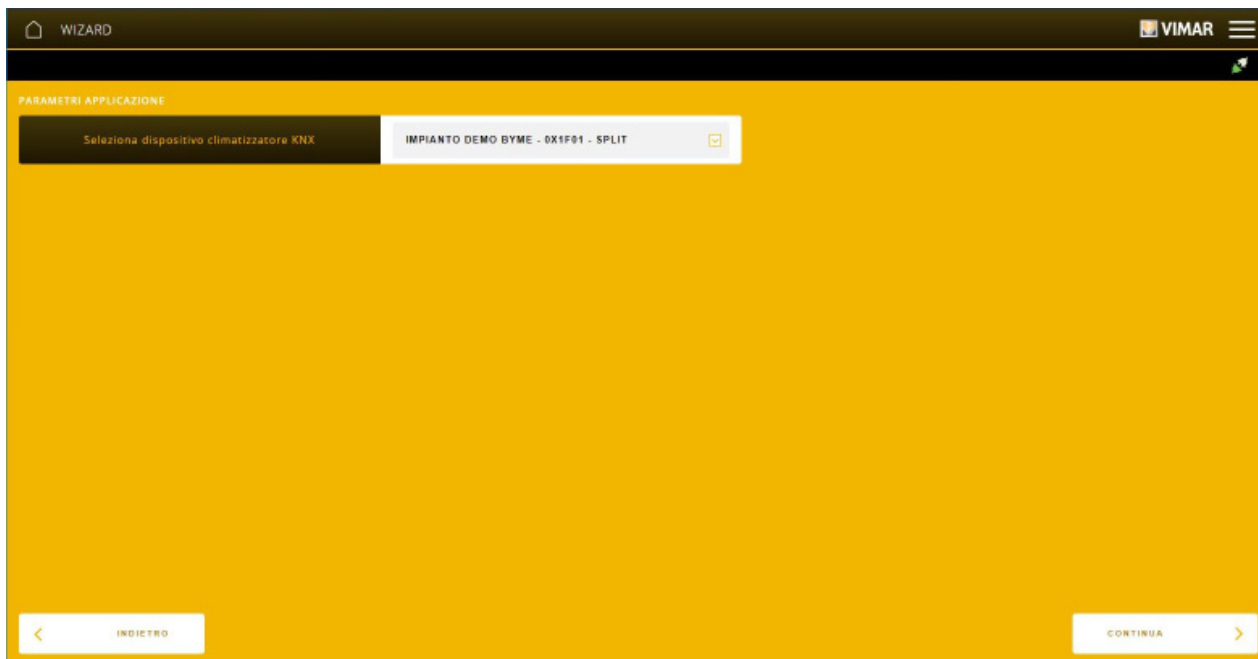 WIZARD
VIMAR
PARAMETRI APPLICAZIONE
Seleziona dispositivo climatizzatore KNX
IMPIANTO DEMO BYME - 0X1F01 - SPLIT
INDIETRO
CONTINUA